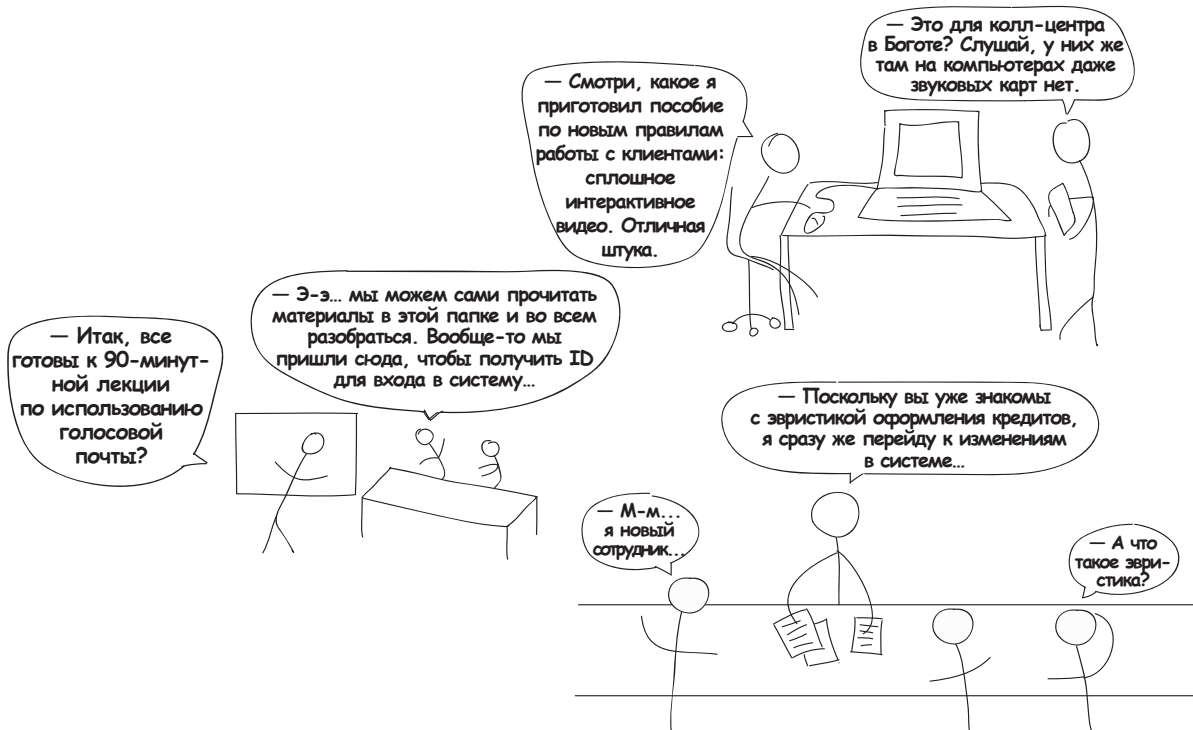 — Это для колл-центра
в Боготе? Слушай, у них же
там на компьютерах даже
звуковых карт нет.
— Смотри, какое я
приготовил пособие
по новым правилам
работы с клиентами:
сплошное
интерактивное
видео. Отличная
штука.
— Э-э... мы можем сами прочитать
материалы в этой папке и во всем
разобраться. Вообще-то мы
пришли сюда, чтобы получить ID
для входа в систему...
— Итак, все
готовы к 90-минут-
ной лекции
по использованию
голосовой
почты?
— Поскольку вы уже знакомы
с эвристикой оформления кредитов,
я сразу же перейду к изменениям
в системе...
— М-м...
я новый
сотрудник...
— А что
такое эври-
стика?